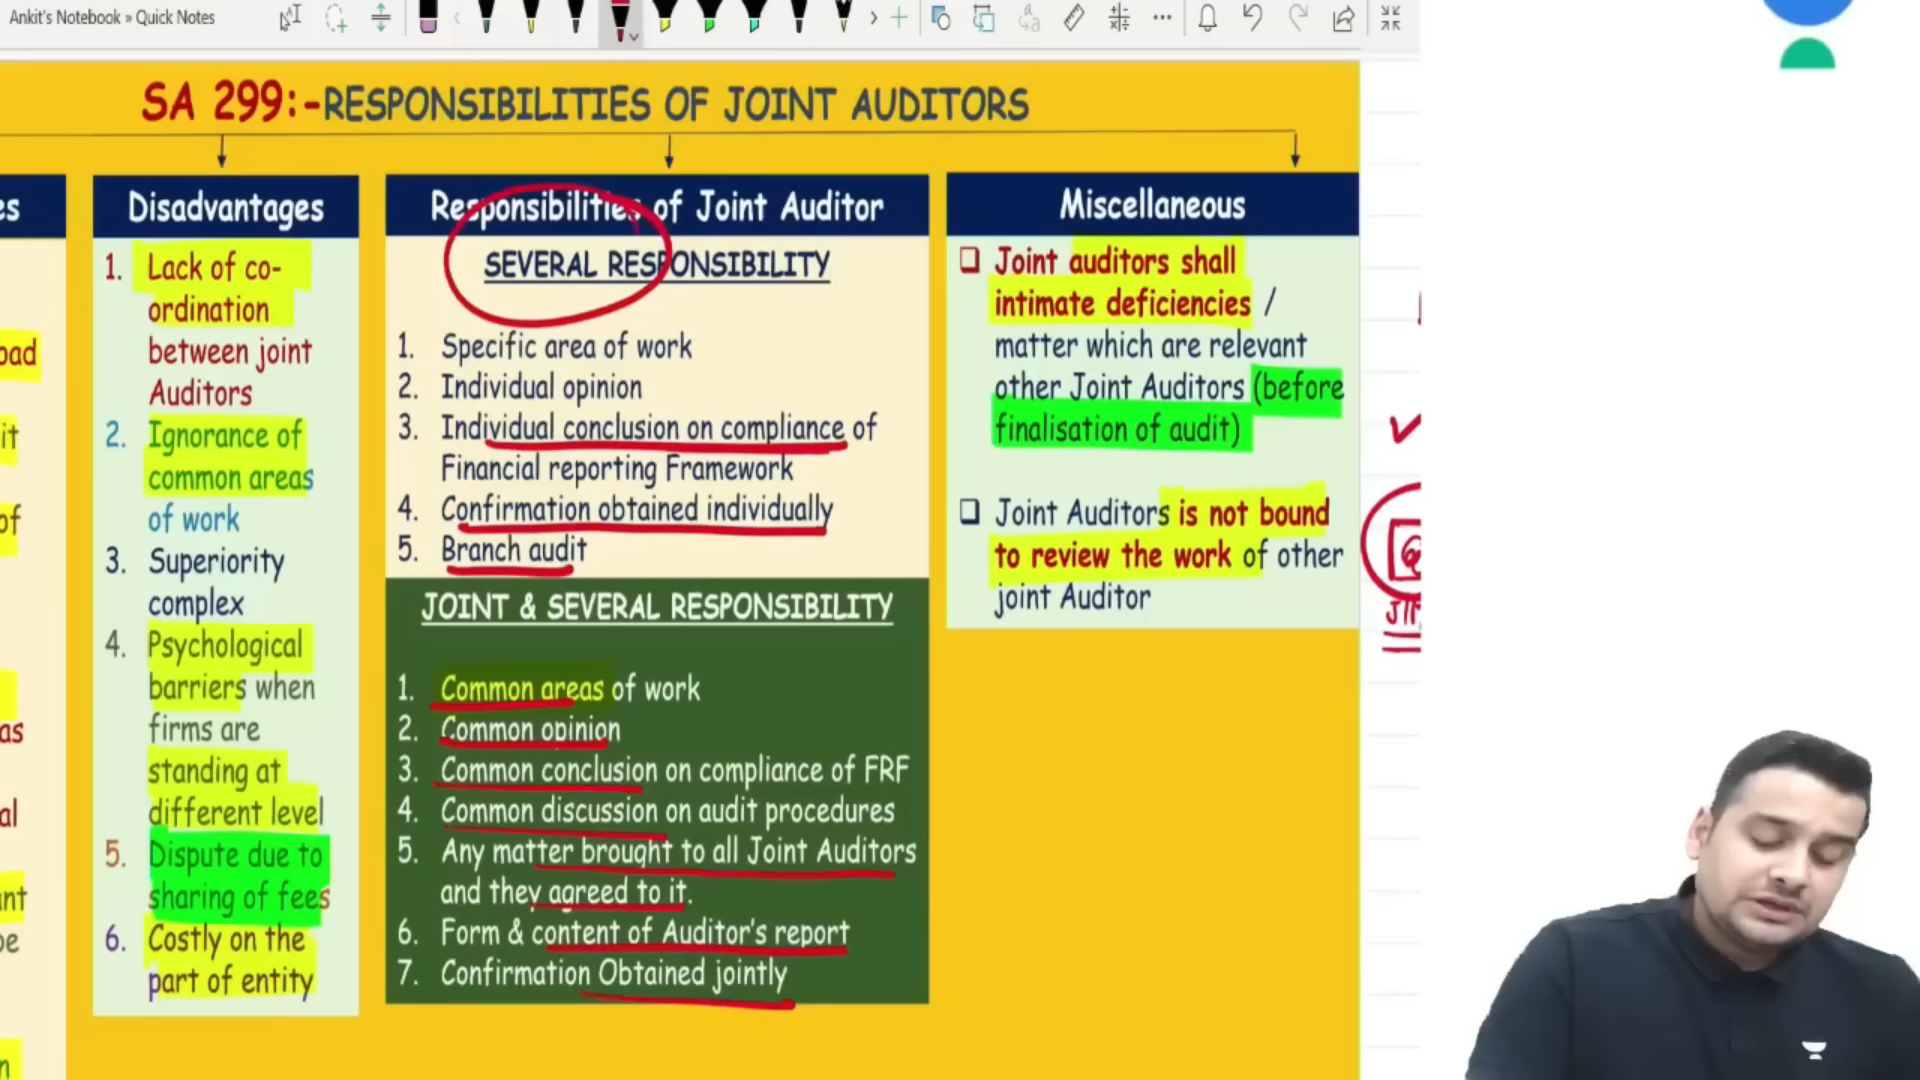 Ankit's Notebook » Quick Notes
SA 299:-RESPONSIBILITIES OF JOINT AUDITORS
es
oad
it
of
as
al
ant
be
n
Disadvantages
1. Lack of co-
ordination
between joint
Auditors
2. Ignorance of
common areas
of work
3. Superiority
complex
4. Psychological
barriers when
firms are
standing at
different level
5. Dispute due to
sharing of fees
6. Costly on the
part of entity
Responsibilities of Joint Auditor
SEVERAL RESPONSIBILITY
1. Specific area of work
2. Individual opinion
3. Individual conclusion on compliance of
Financial reporting Framework
4. Confirmation obtained individually
5. Branch audit
JOINT & SEVERAL RESPONSIBILITY
1. Common areas of work
2. Common opinion
3. Common conclusion on compliance of FRF
4. Common discussion on audit procedures
5. Any matter brought to all Joint Auditors
and they agreed to it.
6. Form & content of Auditor's report
7. Confirmation Obtained jointly
Miscellaneous
❑ Joint auditors shall
intimate deficiencies /
matter which are relevant
other Joint Auditors (before
finalisation of audit)
❑ Joint Auditors is not bound
to review the work of other
joint Auditor